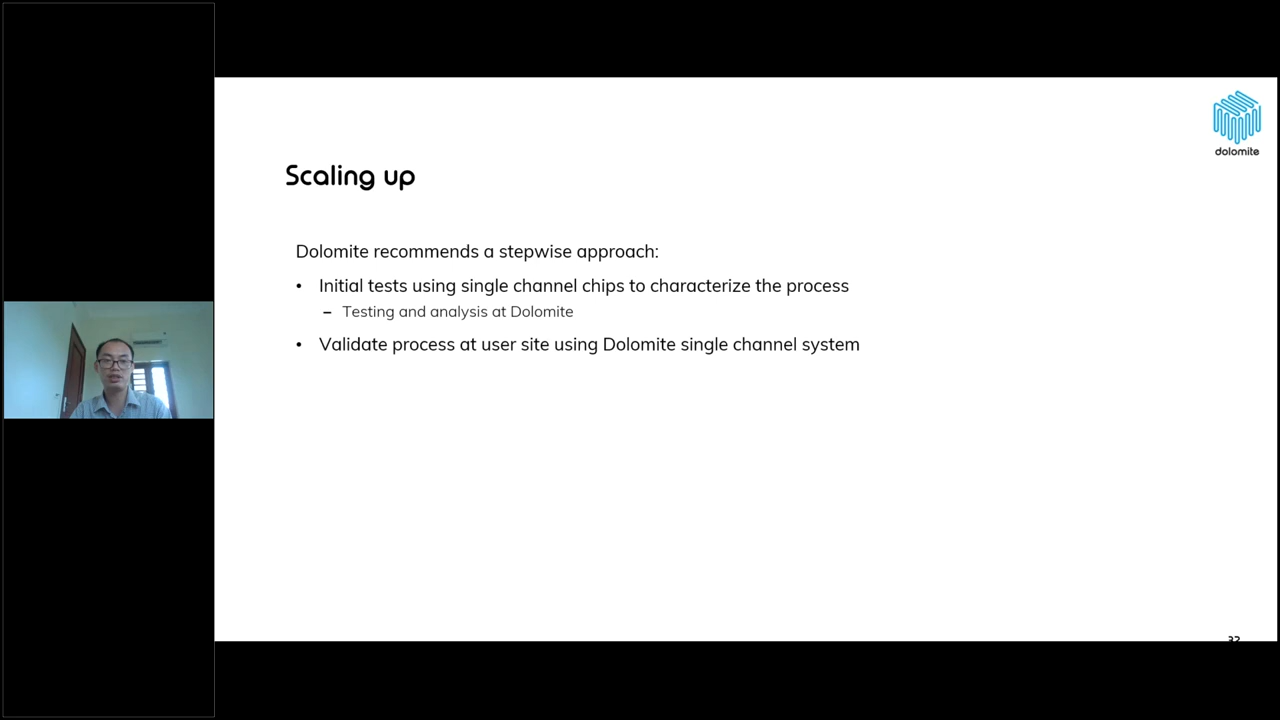 dolomite
Scaling up
Dolomite recommends a stepwise approach:
• Initial tests using single channel chips to characterize the process
– Testing and analysis at Dolomite
• Validate process at user site using Dolomite single channel system